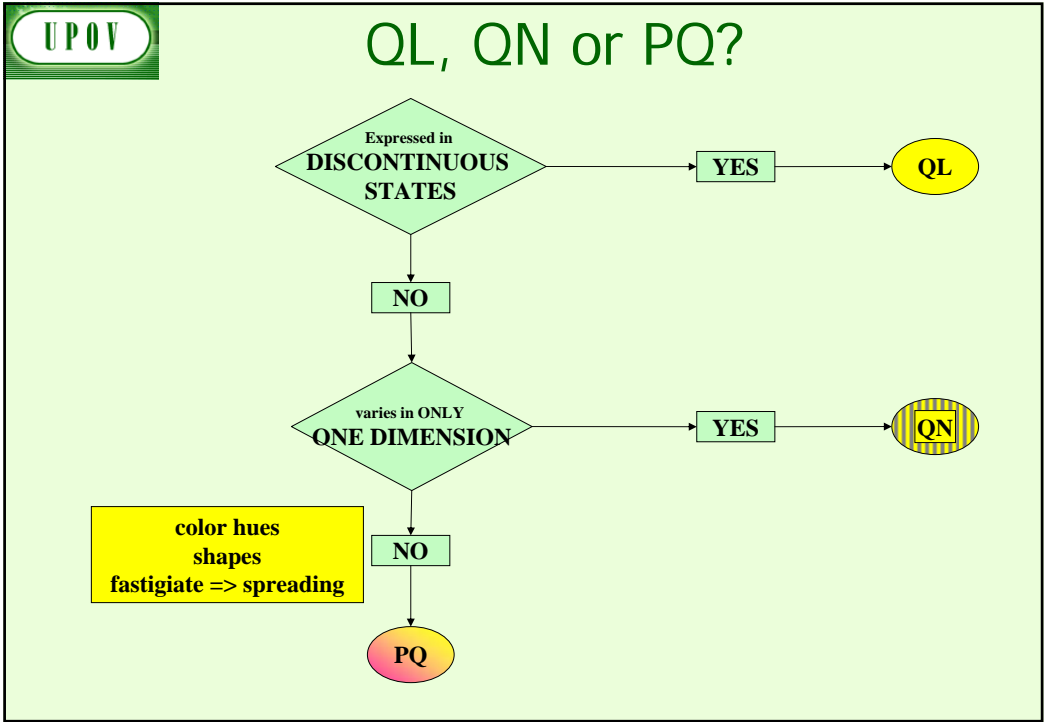 UPOV
QL, QN or PQ?
Expressed in
DISCONTINUOUS
STATES
YES
QL
NO
varies in ONLY
ONE DIMENSION
YES
QN
color hues
shapes
fastigiate => spreading
NO
PQ